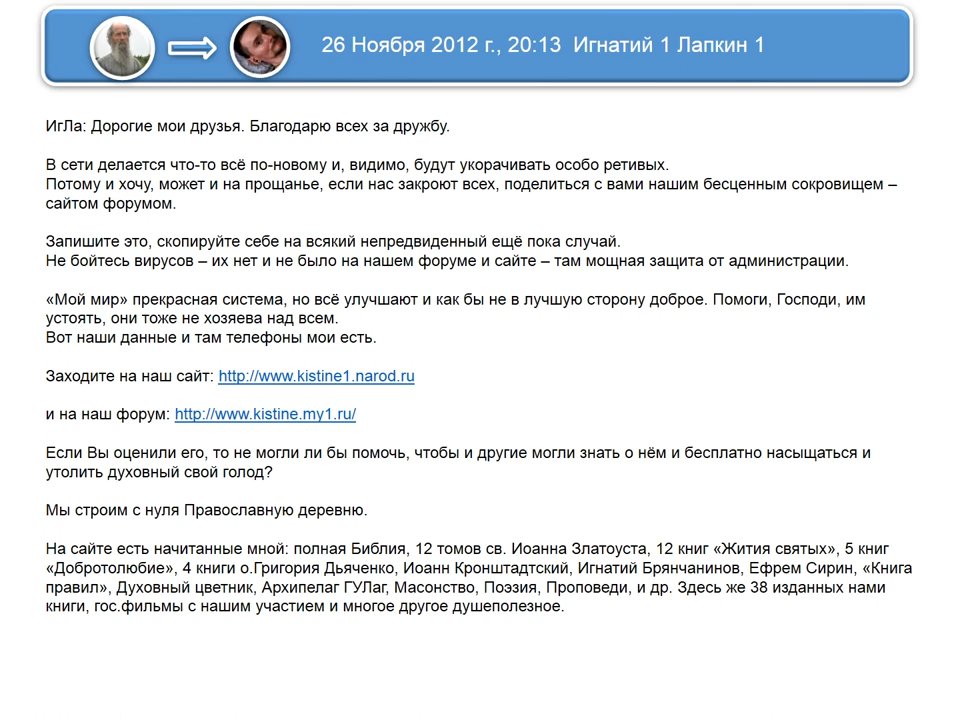 26 Ноября 2012 г., 20:13 Игнатий 1 Лапкин 1
ИгЛа: Дорогие мои друзья. Благодарю всех за дружбу.
В сети делается что-то всё по-новому и, видимо, будут укорачивать особо ретивых.
Потому и хочу, может и на прощанье, если нас закроют всех, поделиться с вами нашим бесценным сокровищем –
сайтом форумом.
Запишите это, скопируйте себе на всякий непредвиденный ещё пока случай.
Не бойтесь вирусов – их нет и не было на нашем форуме и сайте – там мощная защита от администрации.
«Мой мир» прекрасная система, но всё улучшают и как бы не в лучшую сторону доброе. Помоги, Господи, им
устоять, они тоже не хозяева над всем.
Вот наши данные и там телефоны мои есть.
Заходите на наш сайт: http://www.kistine1.narod.ru
и на наш форум: http://www.kistine.my1.ru/
Если Вы оценили его, то не могли ли бы помочь, чтобы и другие могли знать о нём и бесплатно насыщаться и
утолить духовный свой голод?
Мы строим с нуля Православную деревню.
На сайте есть начитанные мной: полная Библия, 12 томов св. Иоанна Златоуста, 12 книг «Жития святых», 5 книг
«Добротолюбие», 4 книги о.Григория Дьяченко, Иоанн Кронштадтский, Игнатий Брянчанинов, Ефрем Сирин, «Книга
правил», Духовный цветник, Архипелаг ГУЛаг, Масонство, Поэзия, Проповеди, и др. Здесь же 38 изданных нами
книги, гос.фильмы с нашим участием и многое другое душеполезное.